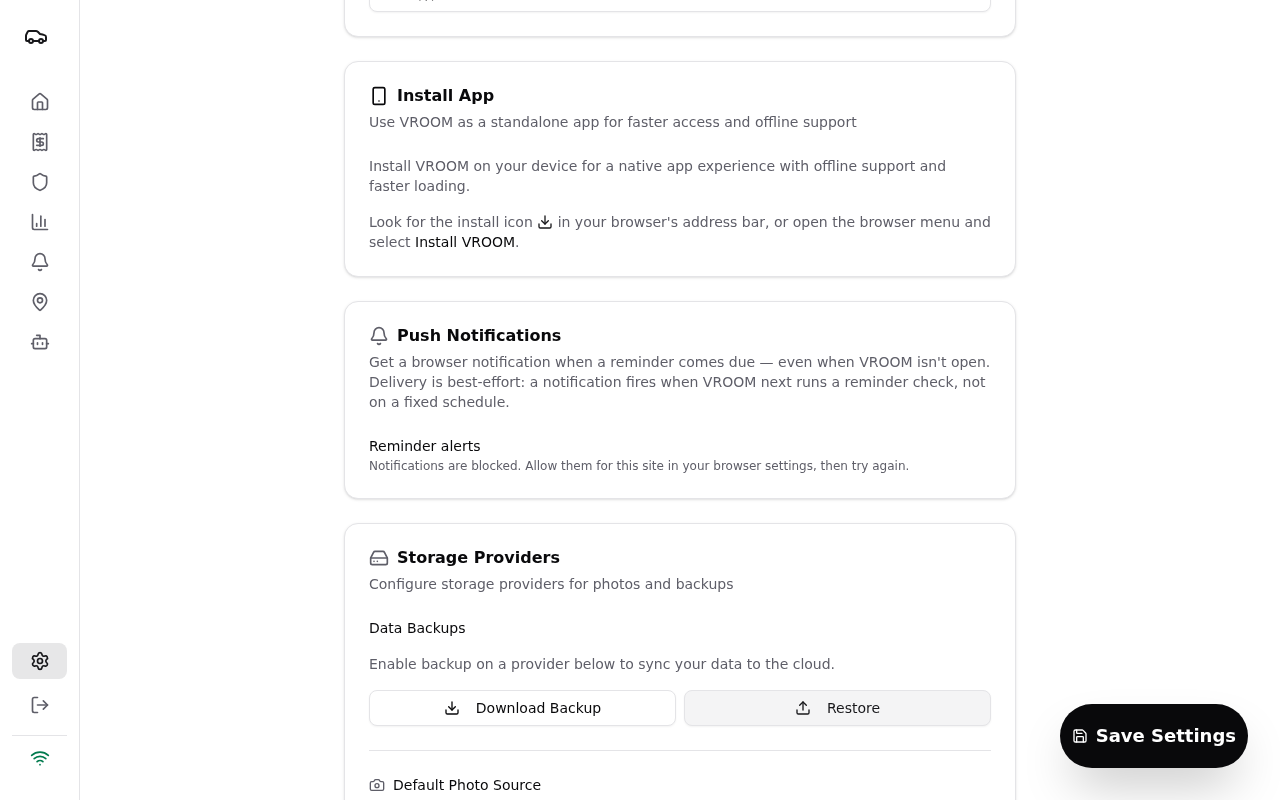 Install App
Use VROOM as a standalone app for faster access and offline support
Install VROOM on your device for a native app experience with offline support and
faster loading.
Look for the install icon in your browser's address bar, or open the browser menu and
select Install VROOM.
Push Notifications
Get a browser notification when a reminder comes due — even when VROOM isn't open.
Delivery is best-effort: a notification fires when VROOM next runs a reminder check, not
on a fixed schedule.
Reminder alerts
Notifications are blocked. Allow them for this site in your browser settings, then try again.
Storage Providers
Configure storage providers for photos and backups
Data Backups
Enable backup on a provider below to sync your data to the cloud.
Download Backup
Restore
Save Settings
Default Photo Source